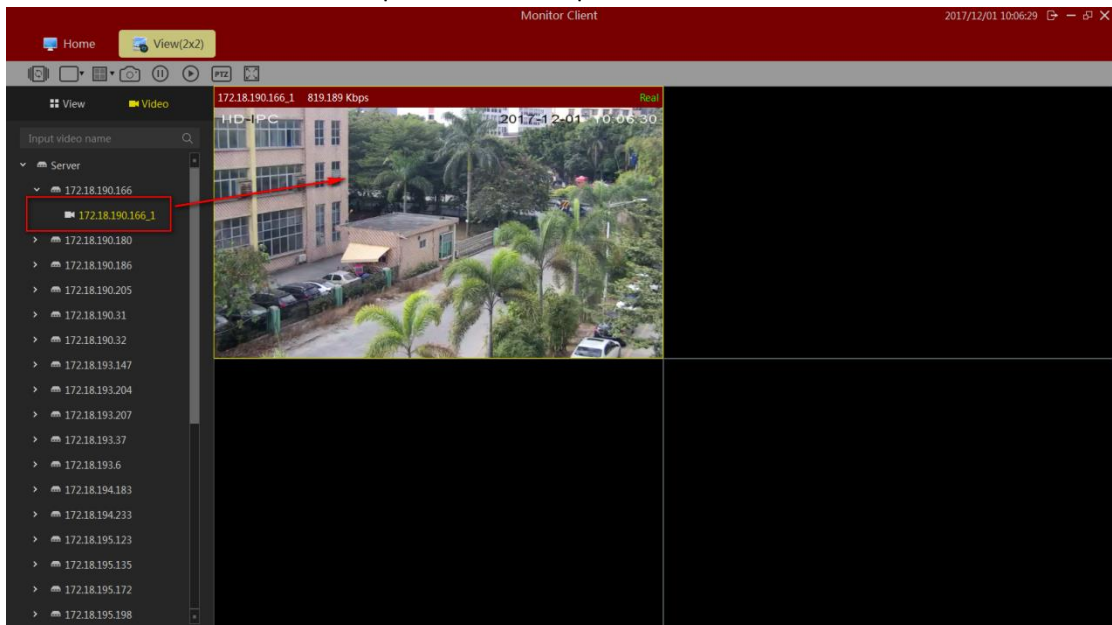 Monitor Client
2017/12/01 10:06:29
Home
View(2x2)
PTZ
View
Video
172.18.190.166_1 819.189 Kbps Real
HD-IPC 2017-12-01 10:06:30
Input video name
Server
172.18.190.166
172.18.190.166_1
172.18.190.180
172.18.190.186
172.18.190.205
172.18.190.31
172.18.190.32
172.18.193.147
172.18.193.204
172.18.193.207
172.18.193.37
172.18.193.6
172.18.194.183
172.18.194.233
172.18.195.123
172.18.195.135
172.18.195.172
172.18.195.198